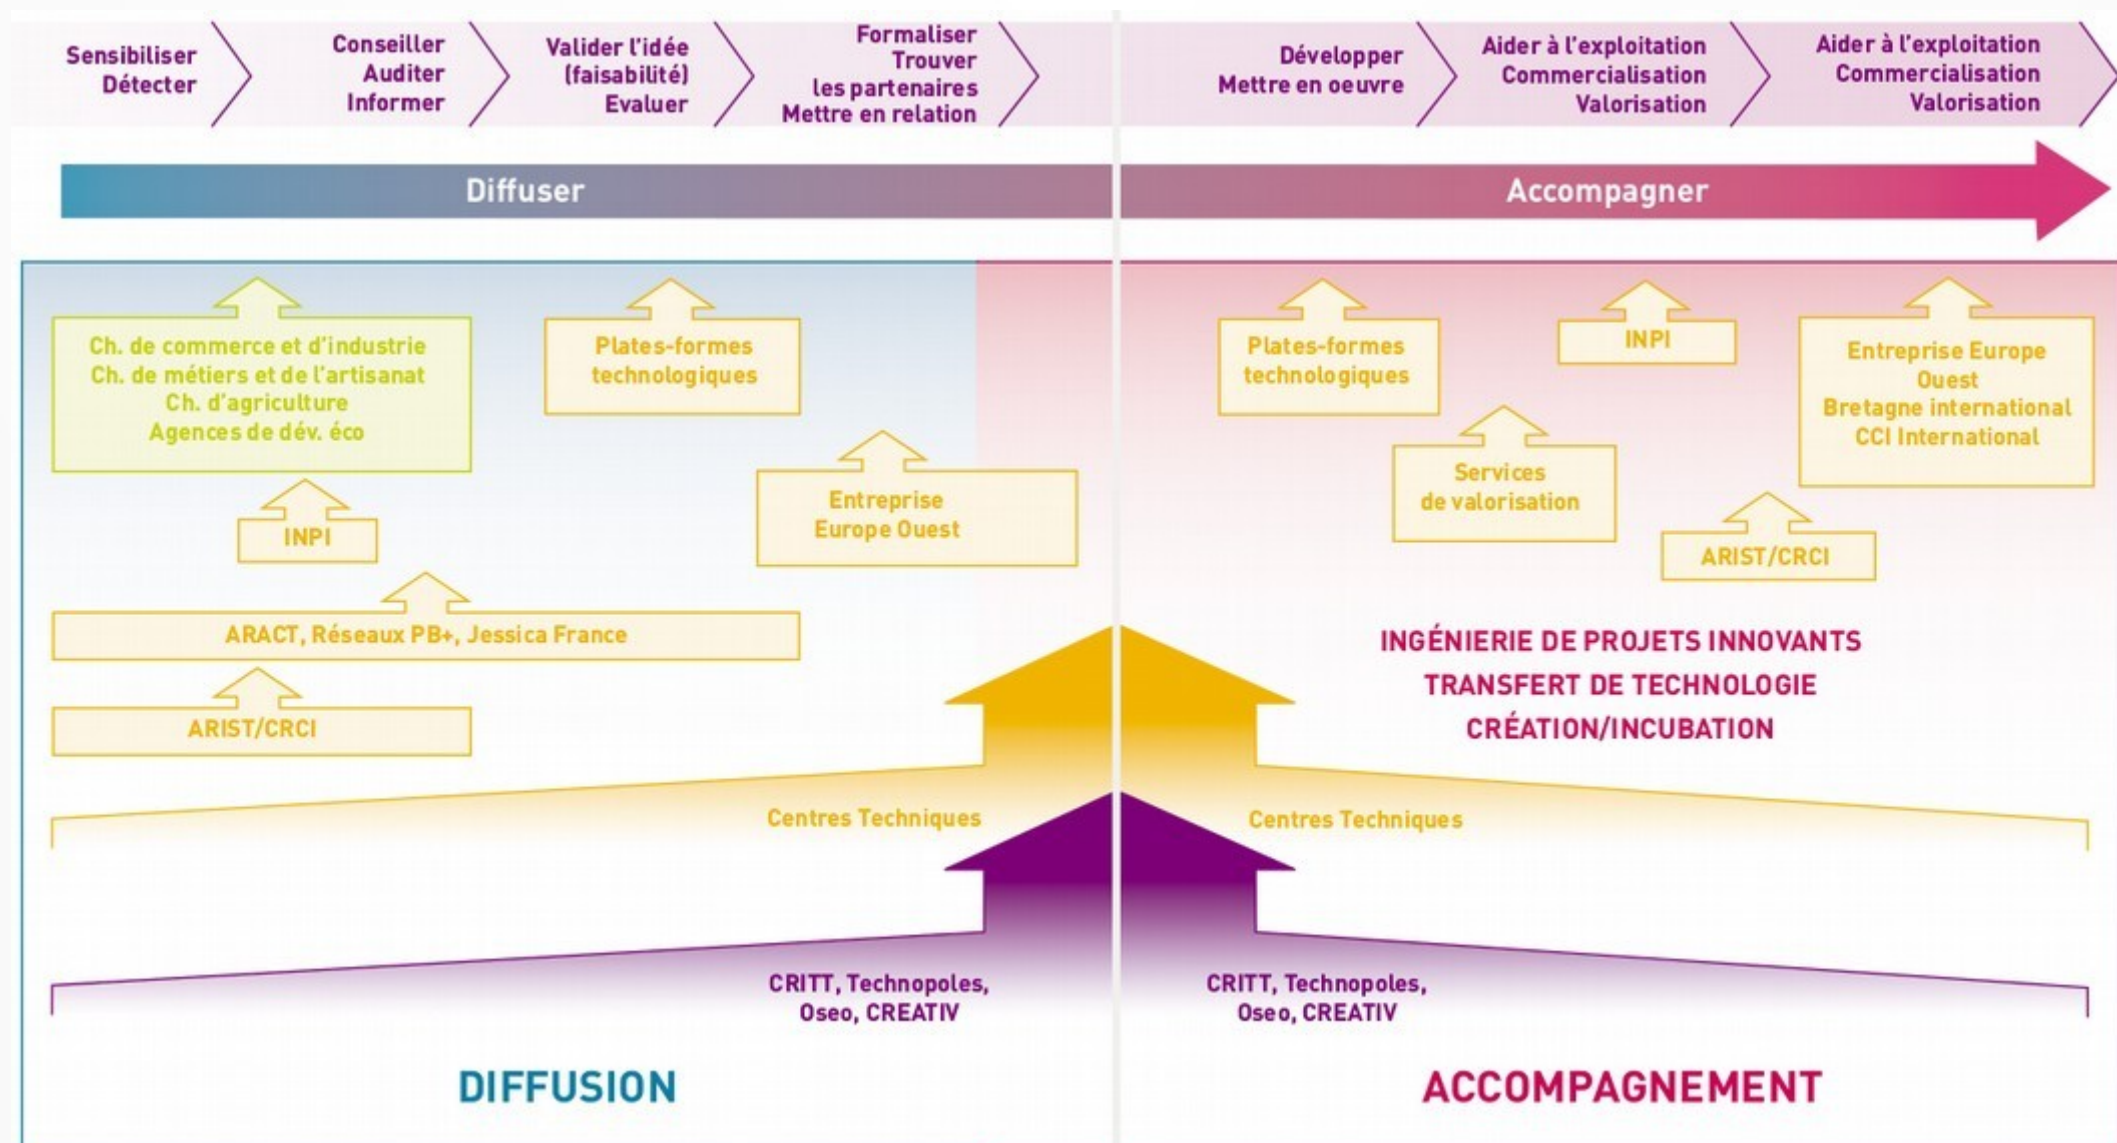 Sensibiliser
Détecter
Conseiller
Auditer
Informer
Valider l'idée
(faisabilité)
Evaluer
Formaliser
Trouver
les partenaires
Mettre en relation
Développer
Mettre en oeuvre
Aider à l'exploitation
Commercialisation
Valorisation
Aider à l'exploitation
Commercialisation
Valorisation
Diffuser
Accompagner
Ch. de commerce et d'industrie
Ch. de métiers et de l'artisanat
Ch. d'agriculture
Agences de dév. éco
Plates-formes
technologiques
Entreprise
Europe Ouest
INPI
ARACT, Réseaux PB+, Jessica France
ARIST/CRCI
Centres Techniques
CRITT, Technopoles,
Oseo, CREATIV
DIFFUSION
Plates-formes
technologiques
INPI
Entreprise Europe
Ouest
Bretagne international
CCI International
Services
de valorisation
ARIST/CRCI
INGÉNIERIE DE PROJETS INNOVANTS
TRANSFERT DE TECHNOLOGIE
CRÉATION/INCUBATION
Centres Techniques
CRITT, Technopoles,
Oseo, CREATIV
ACCOMPAGNEMENT